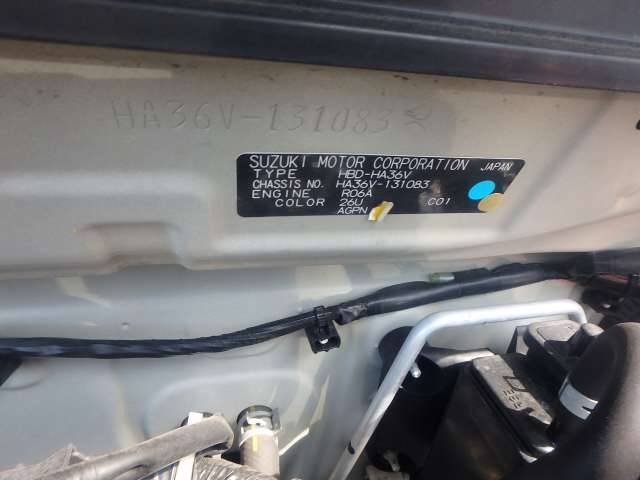 HA36V-131083
SUZUKI MOTOR CORPORATION JAPAN
TYPE HBD-HA36V
CHASSIS NO. HA36V-131083
ENGINE R06A
COLOR 26U C01
AGPN